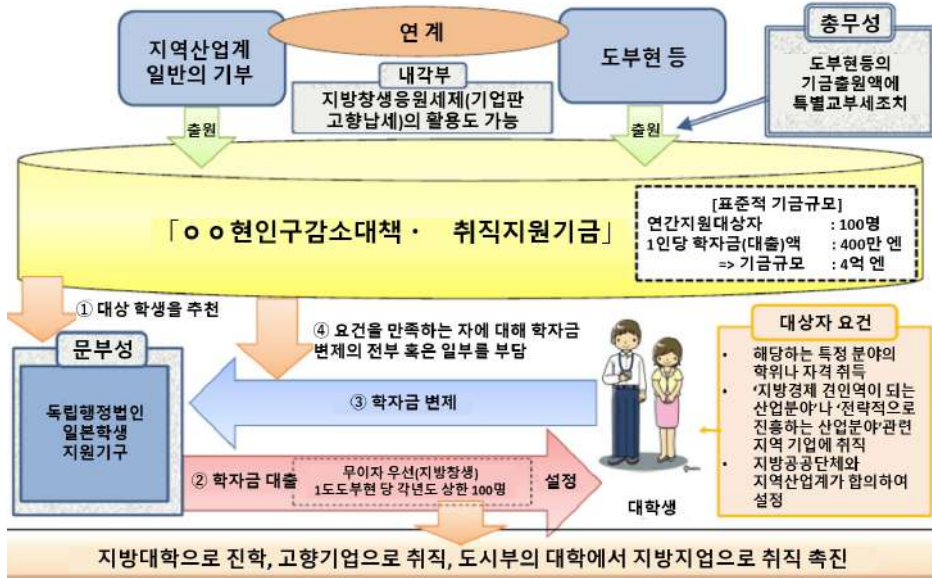 연 계
총무성
지역산업계
일반의 기부
도부현 등
도부현등의
기금출원액에
특별교부세조치
내각부
지방창생응원세제(기업판
고향납세)의 활용도 가능
출원
출원
「ㅇㅇ현인구감소대책 · 취직지원기금」
[표준적 기금규모]
연간지원대상자 : 100명
1인당 학자금(대출)액 : 400만 엔
=> 기금규모 : 4억 엔
① 대상 학생을 추천
④ 요건을 만족하는 자에 대해 학자금
변제의 전부 혹은 일부를 부담
문부성
독립행정법인
일본학생
지원기구
③ 학자금 변제
② 학자금 대출
무이자 우선(지방창생)
1도도부현 당 각년도 상한 100명
설정
대학생
대상자 요건
• 해당하는 특정 분야의
학위나 자격 취득
• '지방경제 견인역이 되는
산업분야'나 '전략적으로
진흥하는 산업분야'관련
지역 기업에 취직
• 지방공공단체와
지역산업계가 합의하여
설정
지방대학으로 진학, 고향기업으로 취직, 도시부의 대학에서 지방지업으로 취직 촉진